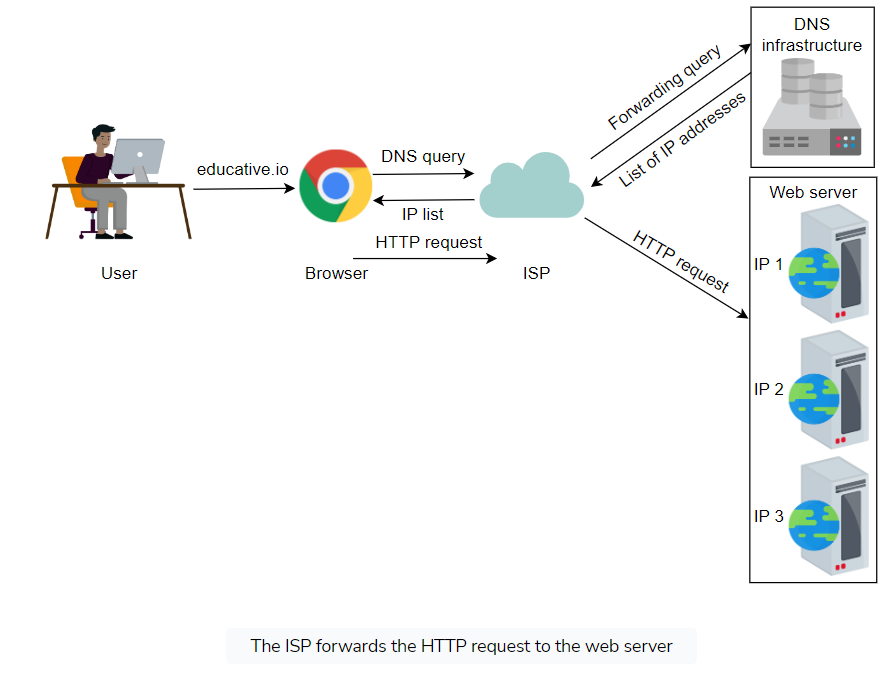 DNS
infrastructure
Forwarding query
List of IP addresses
educative.io
DNS query
IP list
HTTP request
User
Browser
ISP
HTTP request
Web server
IP 1
IP 2
IP 3
The ISP forwards the HTTP request to the web server